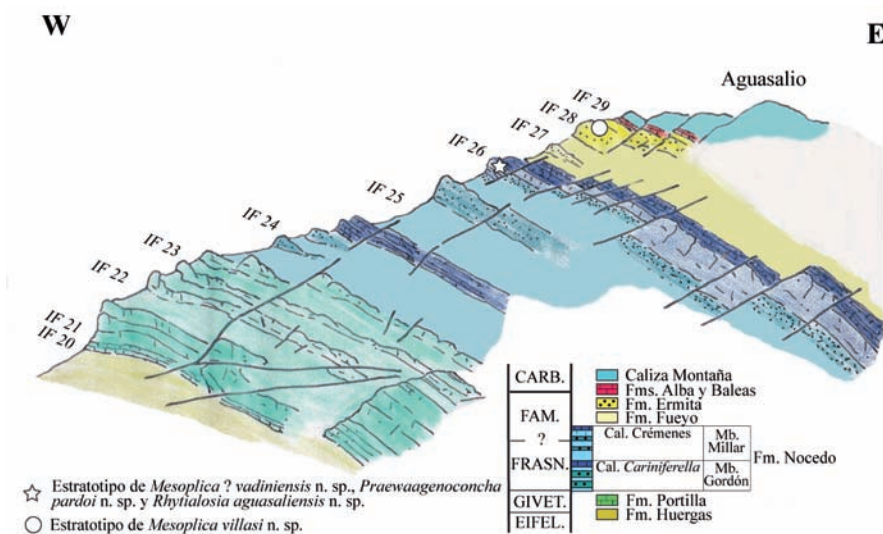 W
E
Aguasalio
IF 29
IF 28
IF 27
IF 26
IF 25
IF 24
IF 23
IF 22
IF 21
IF 20
CARB.
Caliza Montaña
Fms. Alba y Baleas
FAM.
Fm. Ermita
Fm. Fueyo
?
Cal. Crémenes
Mb. Millar
FRASN.
Fm. Nocedo
Cal. Cariniferella
Mb. Gordón
GIVET.
Fm. Portilla
EIFEL.
Fm. Huergas
Estratotipo de Mesoplica ? vadiniensis n. sp., Praewaagenoconcha
pardoi n. sp. y Rhytialosia aguasaliensis n. sp.
Estratotipo de Mesoplica villasi n. sp.